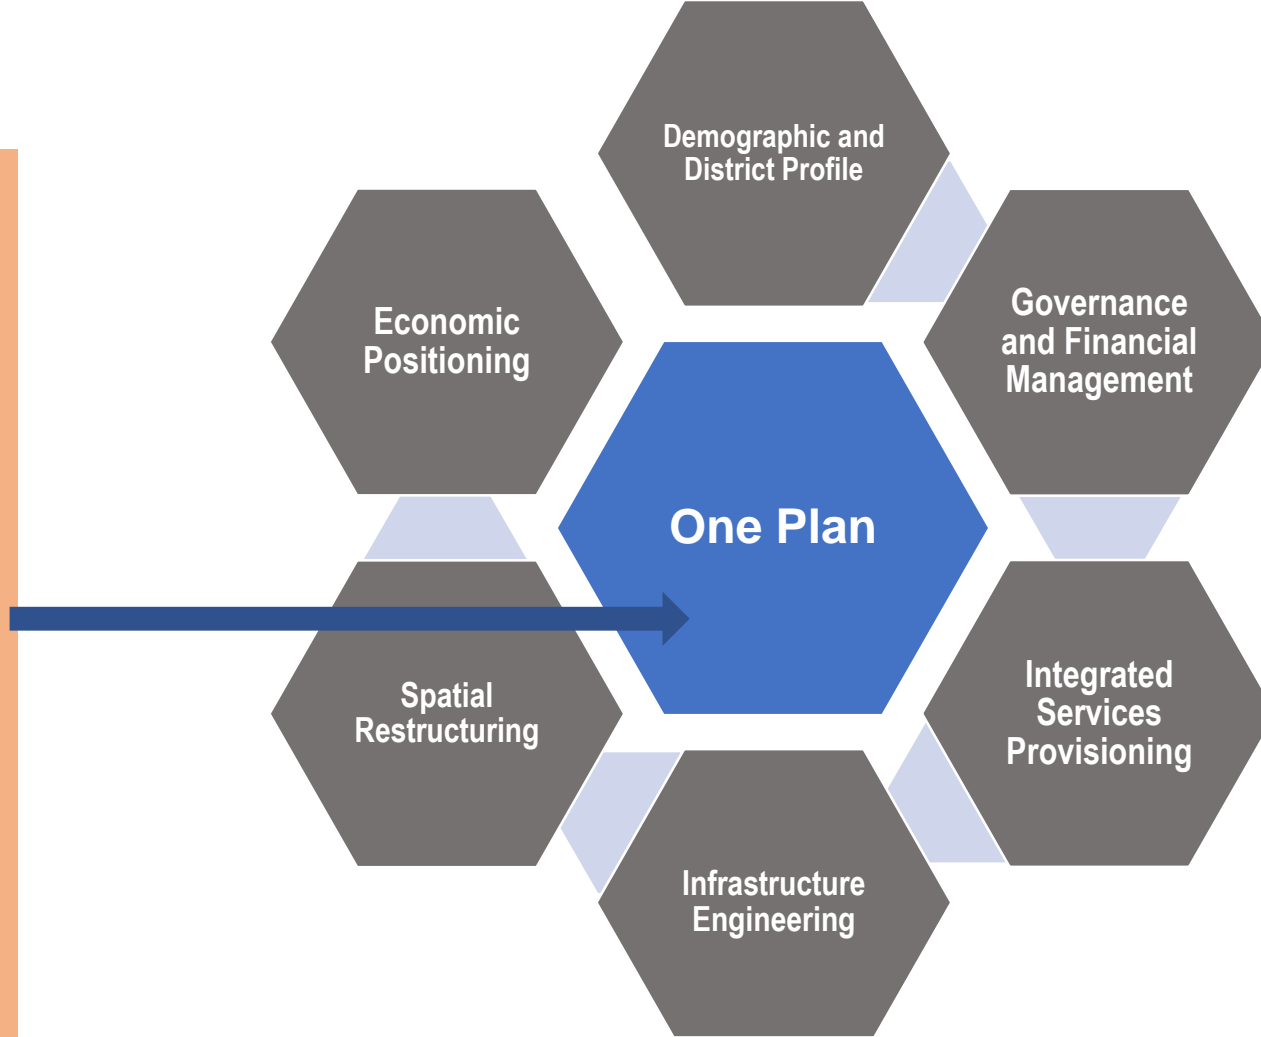 Demographic and
District Profile
Governance
and Financial
Management
Economic
Positioning
One Plan
Integrated
Services
Provisioning
Spatial
Restructuring
Infrastructure
Engineering